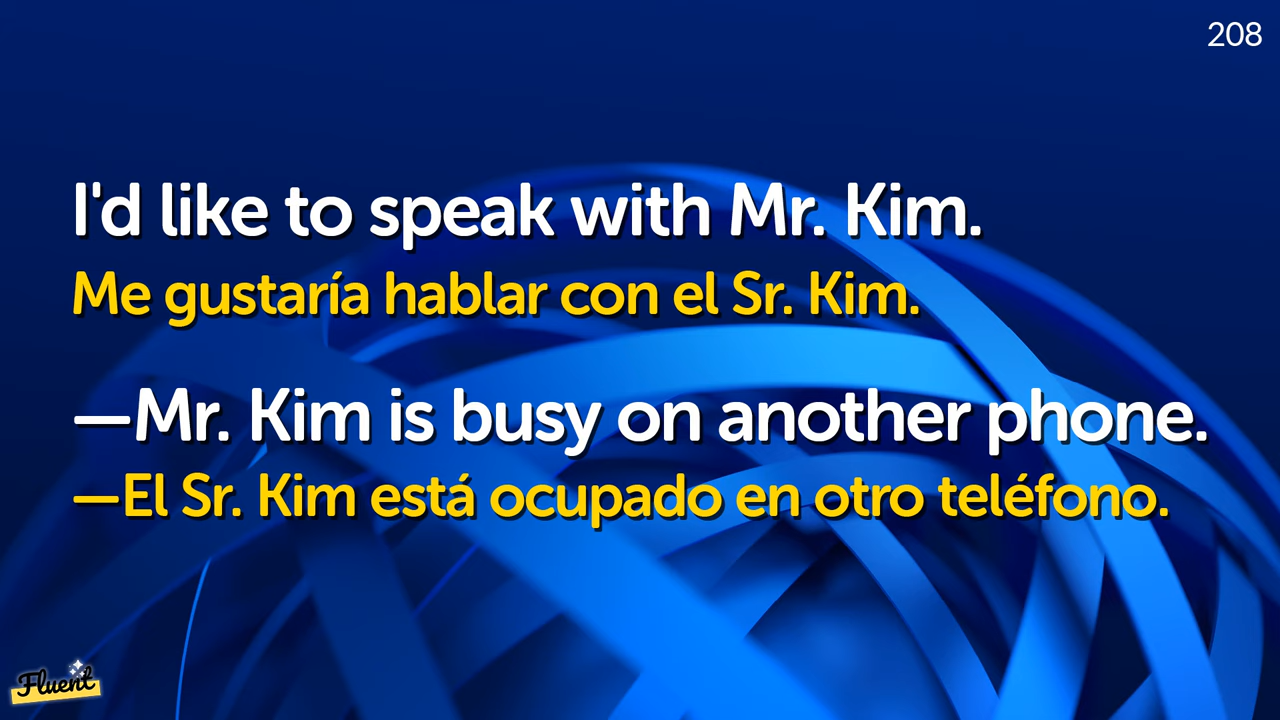 208
I'd like to speak with Mr. Kim.
Me gustaría hablar con el Sr. Kim.
—Mr. Kim is busy on another phone.
—El Sr. Kim está ocupado en otro teléfono.
Fluent